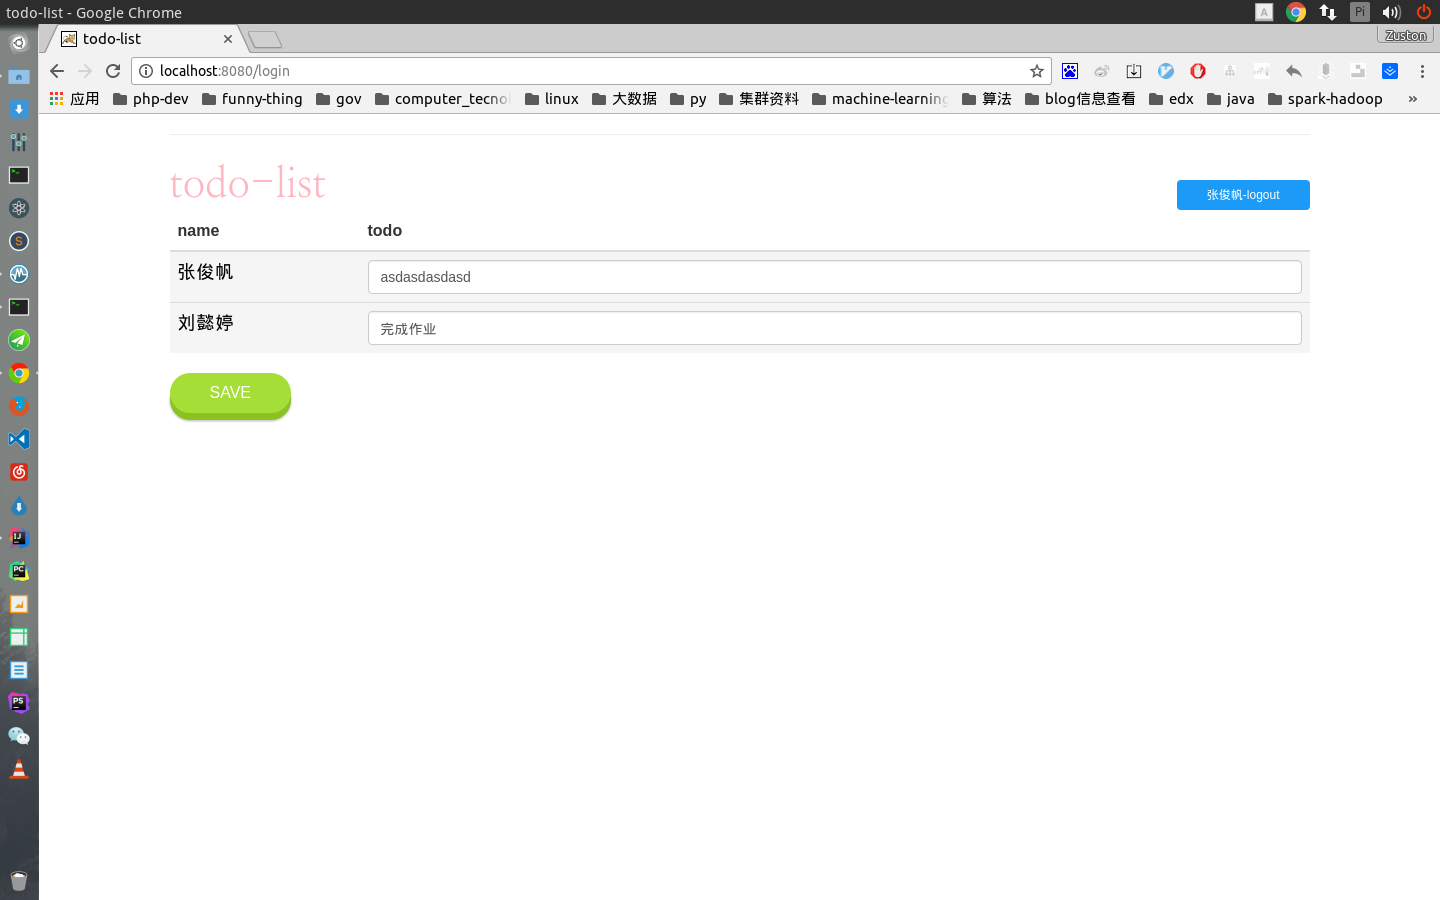 todo-list - Google Chrome
Pi
todo-list
Zuston
localhost:8080/login
应用 php-dev funny-thing gov computer_tecnol linux 大数据 py 集群资料 machine-learning 算法 blog信息查看 edx java spark-hadoop »
todo-list
张俊帆-logout
name todo
张俊帆 asdasdasdasd
刘懿婷 完成作业
SAVE